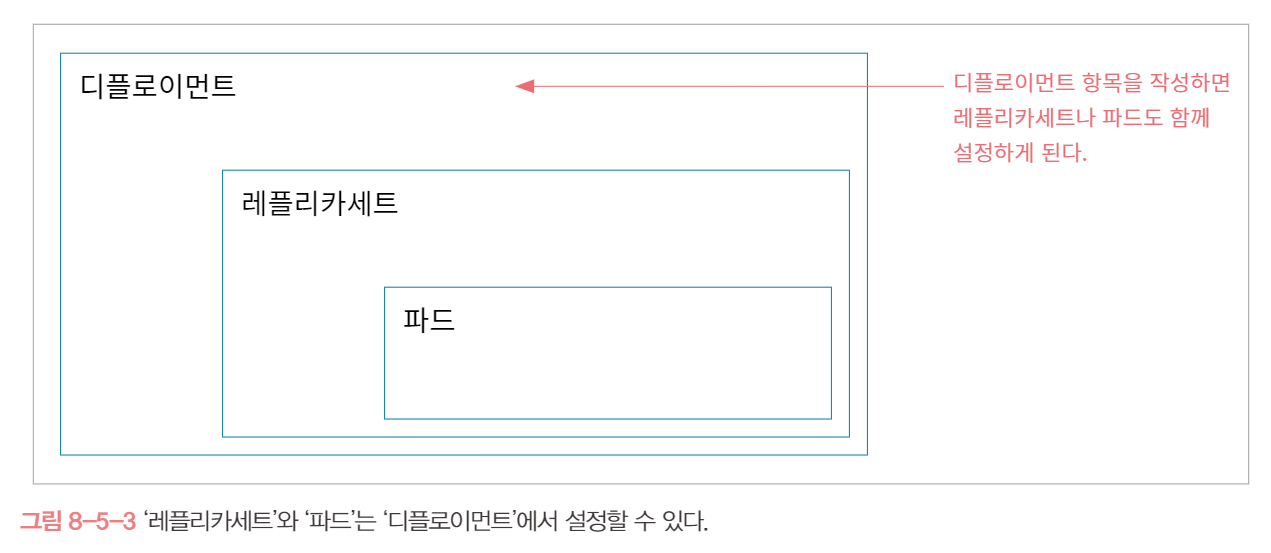 디플로이먼트
디플로이먼트 항목을 작성하면
레플리카세트나 파드도 함께
설정하게 된다.
레플리카세트
파드
그림 8-5-3 ‘레플리카세트’와 ‘파드’는 ‘디플로이먼트’에서 설정할 수 있다.